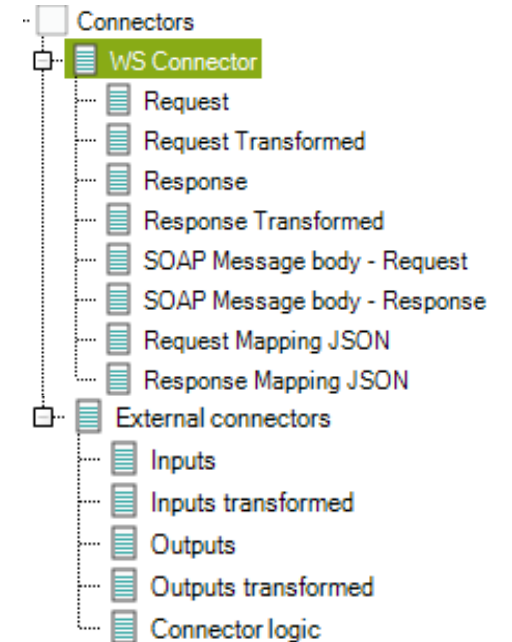 Connectors
WS Connector
Request
Request Transformed
Response
Response Transformed
SOAP Message body - Request
SOAP Message body - Response
Request Mapping JSON
Response Mapping JSON
External connectors
Inputs
Inputs transformed
Outputs
Outputs transformed
Connector logic